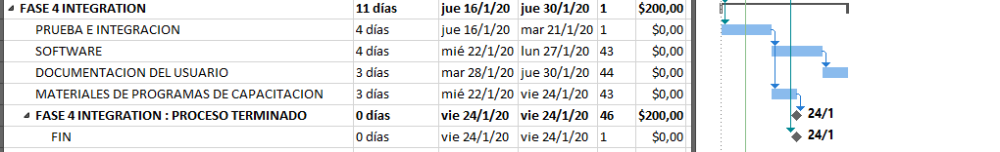 FASE 4 INTEGRATION 11 días jue 16/1/20 jue 30/1/20 1 $200,00
PRUEBA E INTEGRACION 4 días jue 16/1/20 mar 21/1/20 1 $0,00
SOFTWARE 4 días mié 22/1/20 lun 27/1/20 43 $0,00
DOCUMENTACION DEL USUARIO 3 días mar 28/1/20 jue 30/1/20 44 $0,00
MATERIALES DE PROGRAMAS DE CAPACITACION 3 días mié 22/1/20 vie 24/1/20 43 $0,00
FASE 4 INTEGRATION : PROCESO TERMINADO 0 días vie 24/1/20 vie 24/1/20 46 $200,00 24/1
FIN 0 días vie 24/1/20 vie 24/1/20 1 $0,00 24/1